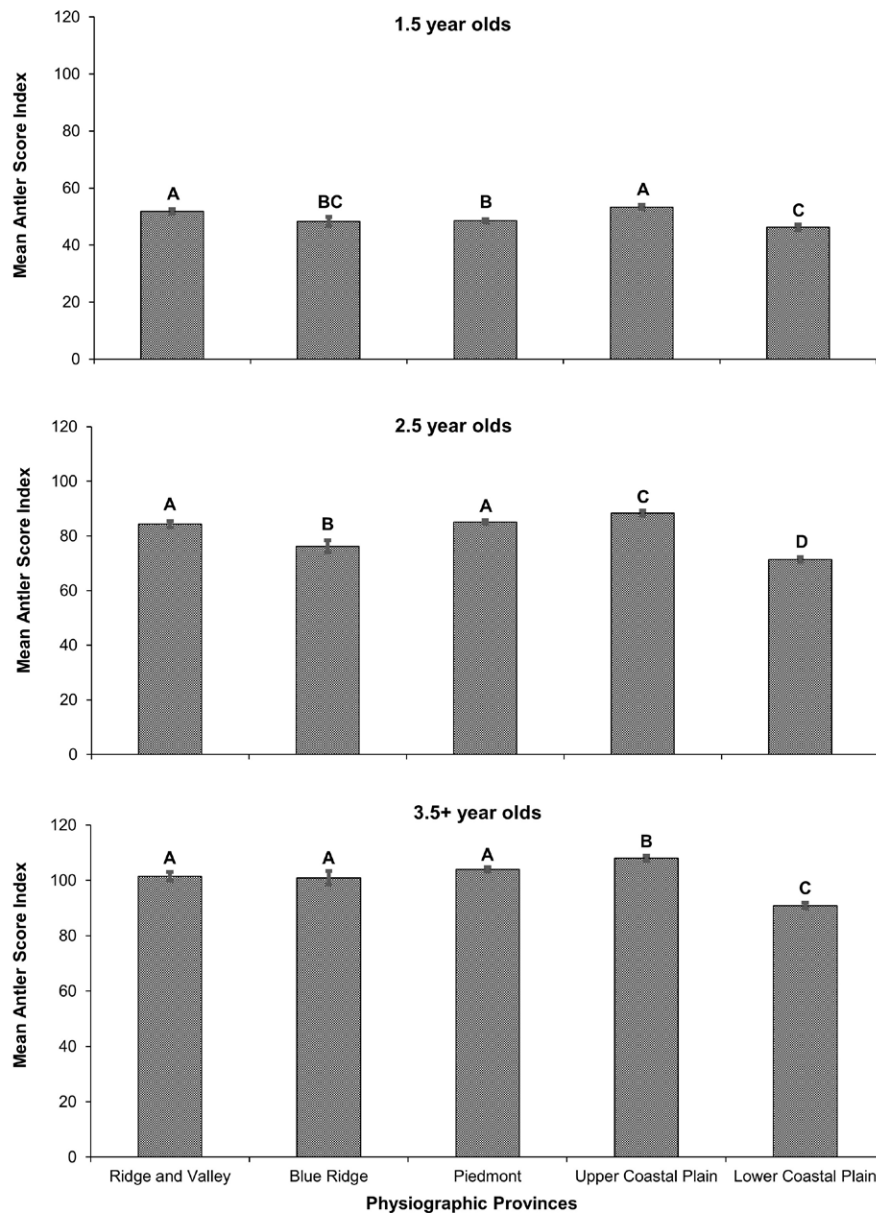 1.5 year olds
Mean Antler Score Index
120
100
80
60
40
20
0
A
BC
B
A
C
2.5 year olds
Mean Antler Score Index
120
100
80
60
40
20
0
A
B
A
C
D
3.5+ year olds
Mean Antler Score Index
120
100
80
60
40
20
0
A
A
A
B
C
Ridge and Valley Blue Ridge Piedmont Upper Coastal Plain Lower Coastal Plain
Physiographic Provinces